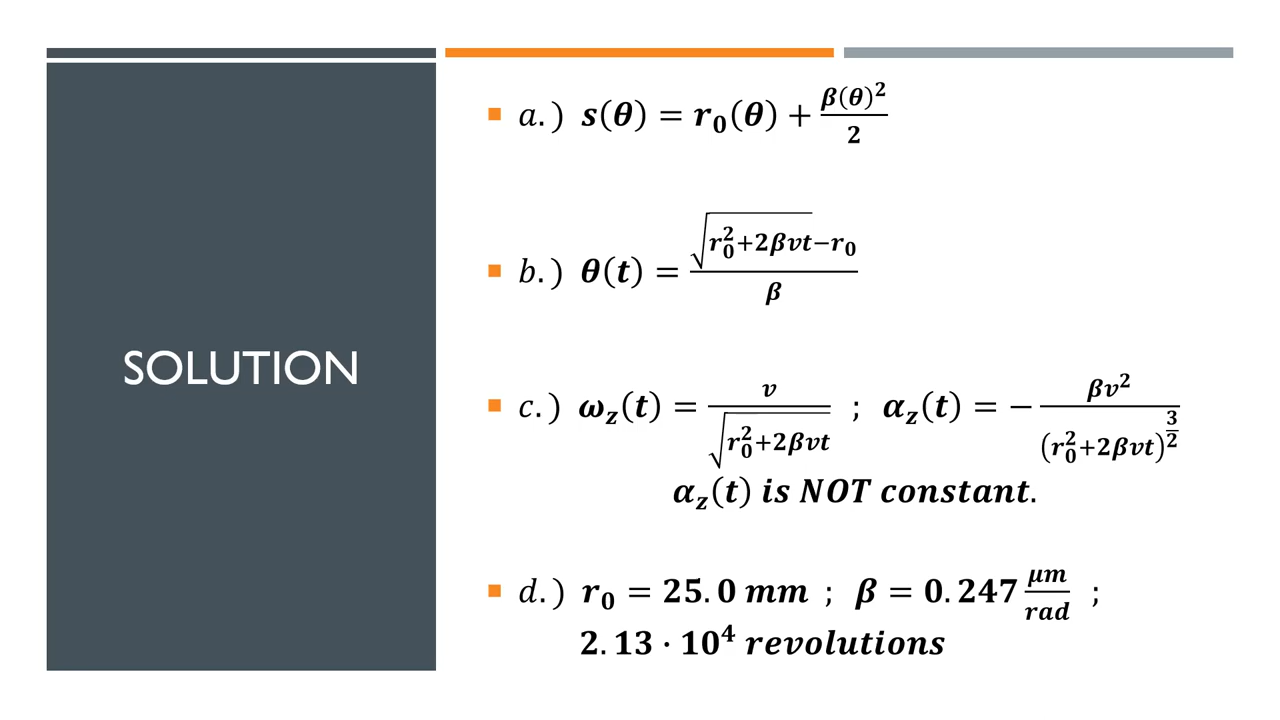 SOLUTION
a.) s(θ) = r₀(θ) + β(θ)²/2
b.) θ(t) = (√(r₀²+2βvt)−r₀)/β
c.) ω_z(t) = v/√(r₀²+2βvt) ; α_z(t) = − βv²/(r₀²+2βvt)^(3/2)
α_z(t) is NOT constant.
d.) r₀ = 25.0 mm ; β = 0.247 μm/rad ;
2.13 · 10⁴ revolutions